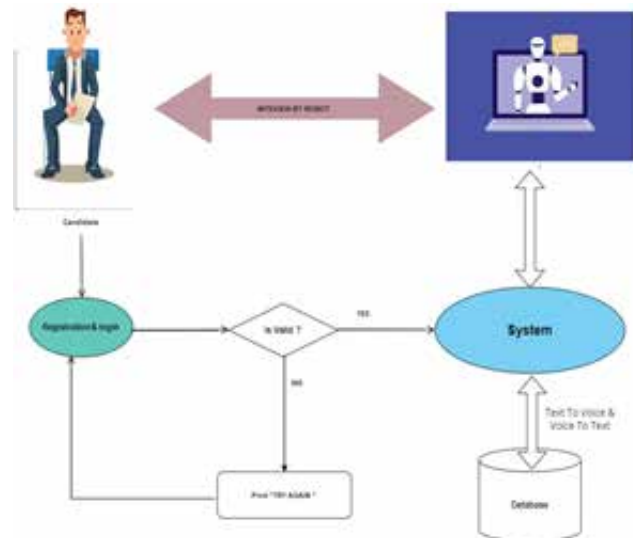 INTEVIEW BY ROBOT
Candidate
Registration & login
Is Valid ?
YES
NO
System
Print "TRY AGAIN "
Text To Voice &
Voice To Text
Database